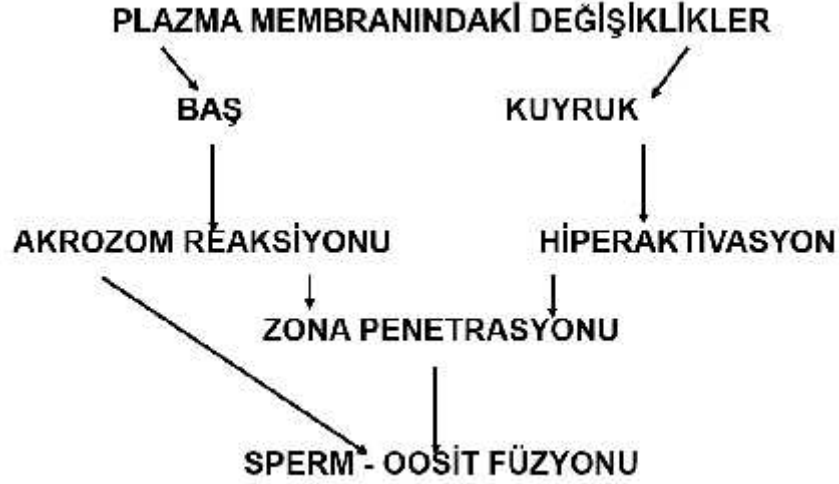 PLAZMA MEMBRANINDAKİ DEĞİŞİKLİKLER
BAŞ
KUYRUK
AKROZOM REAKSİYONU
HİPERAKTİVASYON
ZONA PENETRASYONU
SPERM - OOSİT FÜZYONU